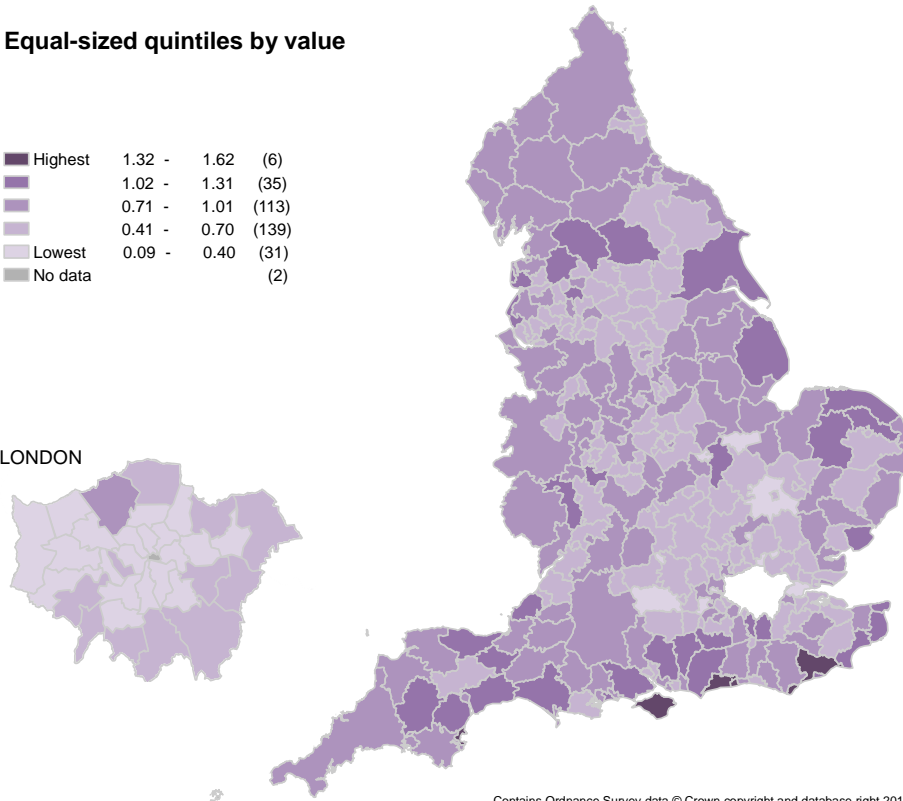 Equal-sized quintiles by value
Highest 1.32 - 1.62 (6)
1.02 - 1.31 (35)
0.71 - 1.01 (113)
0.41 - 0.70 (139)
Lowest 0.09 - 0.40 (31)
No data (2)
LONDON
Contains Ordnance Survey data © Crown copyright and database right 201